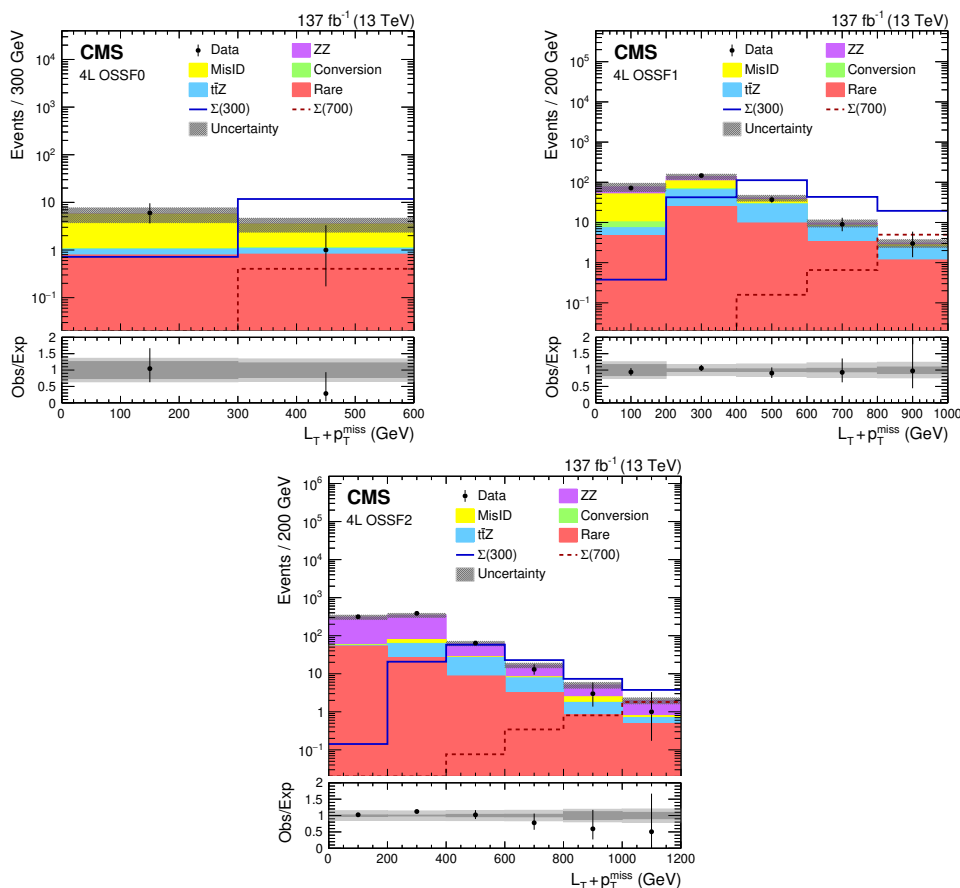 137 fb⁻¹ (13 TeV)
CMS
4L OSSF0
Data
ZZ
MisID
Conversion
tt̄Z
Rare
Σ(300)
Σ(700)
Uncertainty
Events / 300 GeV
10⁴
10³
10²
10
1
10⁻¹
Obs/Exp
2
1.5
1
0.5
0
0 100 200 300 400 500 600
L_T+p_T^miss (GeV)
137 fb⁻¹ (13 TeV)
CMS
4L OSSF1
Data
ZZ
MisID
Conversion
tt̄Z
Rare
Σ(300)
Σ(700)
Uncertainty
Events / 200 GeV
10⁵
10⁴
10³
10²
10
1
10⁻¹
Obs/Exp
2
1.5
1
0.5
0
0 100 200 300 400 500 600 700 800 900 1000
L_T+p_T^miss (GeV)
137 fb⁻¹ (13 TeV)
CMS
4L OSSF2
Data
ZZ
MisID
Conversion
tt̄Z
Rare
Σ(300)
Σ(700)
Uncertainty
Events / 200 GeV
10⁶
10⁵
10⁴
10³
10²
10
1
10⁻¹
Obs/Exp
2
1.5
1
0.5
0
0 200 400 600 800 1000 1200
L_T+p_T^miss (GeV)